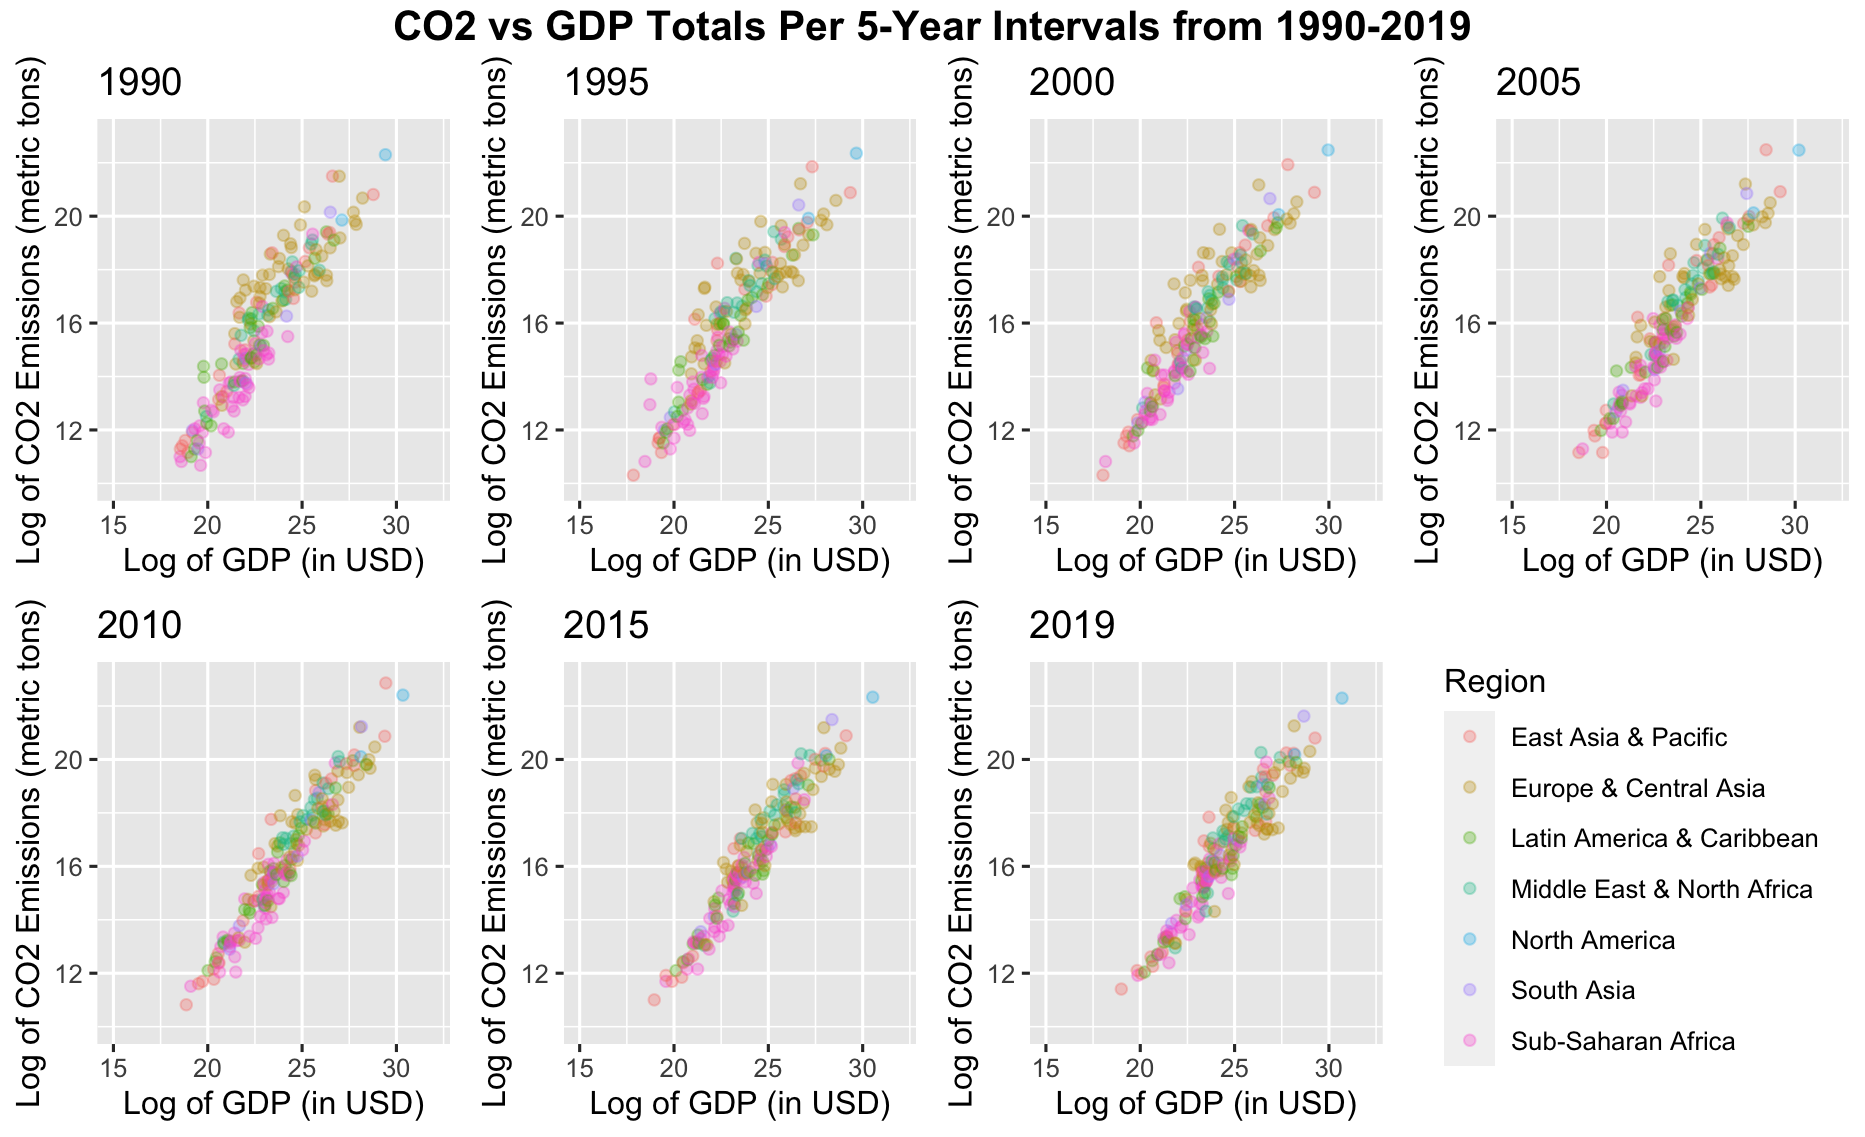 CO2 vs GDP Totals Per 5-Year Intervals from 1990-2019
1990
Log of CO2 Emissions (metric tons)
20
16
12
15 20 25 30
Log of GDP (in USD)
1995
Log of CO2 Emissions (metric tons)
20
16
12
15 20 25 30
Log of GDP (in USD)
2000
Log of CO2 Emissions (metric tons)
20
16
12
15 20 25 30
Log of GDP (in USD)
2005
Log of CO2 Emissions (metric tons)
20
16
12
15 20 25 30
Log of GDP (in USD)
2010
Log of CO2 Emissions (metric tons)
20
16
12
15 20 25 30
Log of GDP (in USD)
2015
Log of CO2 Emissions (metric tons)
20
16
12
15 20 25 30
Log of GDP (in USD)
2019
Log of CO2 Emissions (metric tons)
20
16
12
15 20 25 30
Log of GDP (in USD)
Region
East Asia & Pacific
Europe & Central Asia
Latin America & Caribbean
Middle East & North Africa
North America
South Asia
Sub-Saharan Africa